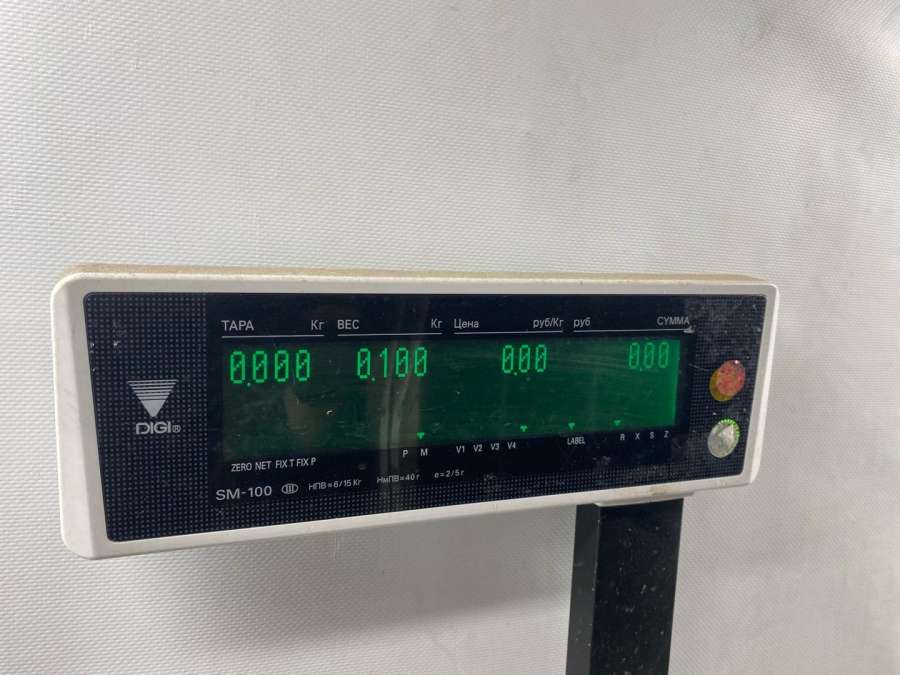 ТАРА Кг ВЕС Кг Цена руб/Кг руб СУММА
0.000 0.100 0.00 0.00
DIGI®
P M V1 V2 V3 V4 LABEL R X S Z
ZERO NET FIX T FIX P
SM-100 III НПВ=6/15 Кг НмПВ=40 г e=2/5 г